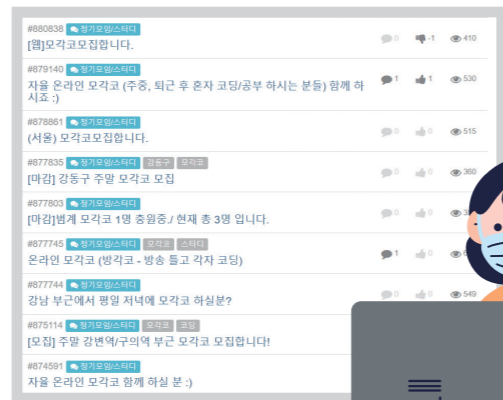 #880838 정기모임/스터디
[웹]모각코모집합니다. 0 -1 410
#879140 정기모임/스터디
자율 온라인 모각코 (주중, 퇴근 후 혼자 코딩/공부 하시는 분들) 함께 하 1 1 530
시죠 :)
#878861 정기모임/스터디
(서울) 모각코모집합니다. 0 0 515
#877835 정기모임/스터디 강동구 모각코
[마감] 강동구 주말 모각코 모집 0 0 360
#877803 정기모임/스터디
[마감]범계 모각코 1명 충원중./ 현재 총 3명 입니다. 0 0
#877745 정기모임/스터디 모각코 스터디
온라인 모각코 (방각코 - 방송 틀고 각자 코딩) 1 0
#877744 정기모임/스터디
강남 부근에서 평일 저녁에 모각코 하실분? 0 0 549
#875114 정기모임/스터디 모각코 코딩
[모집] 주말 강변역/구의역 부근 모각코 모집합니다!
#874591 정기모임/스터디
자율 온라인 모각코 함께 하실 분 :)